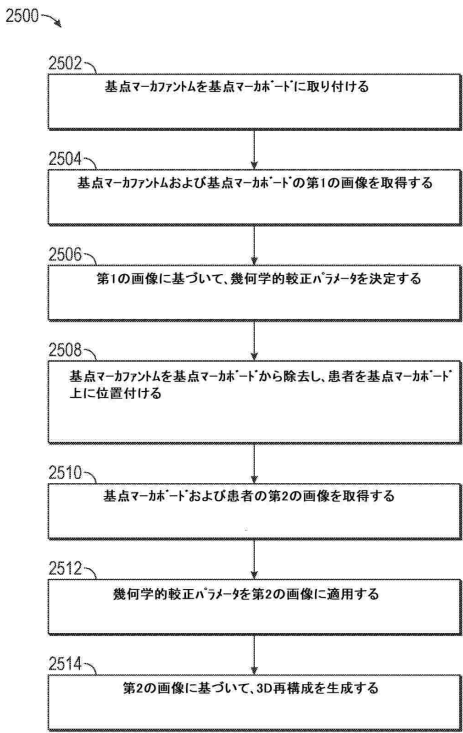 2500
2502
基点マーカファントムを基点マーカボードに取り付ける
2504
基点マーカファントムおよび基点マーカボードの第1の画像を取得する
2506
第1の画像に基づいて、幾何学的較正パラメータを決定する
2508
基点マーカファントムを基点マーカボードから除去し、患者を基点マーカボード
上に位置付ける
2510
基点マーカボードおよび患者の第2の画像を取得する
2512
幾何学的較正パラメータを第2の画像に適用する
2514
第2の画像に基づいて、3D再構成を生成する